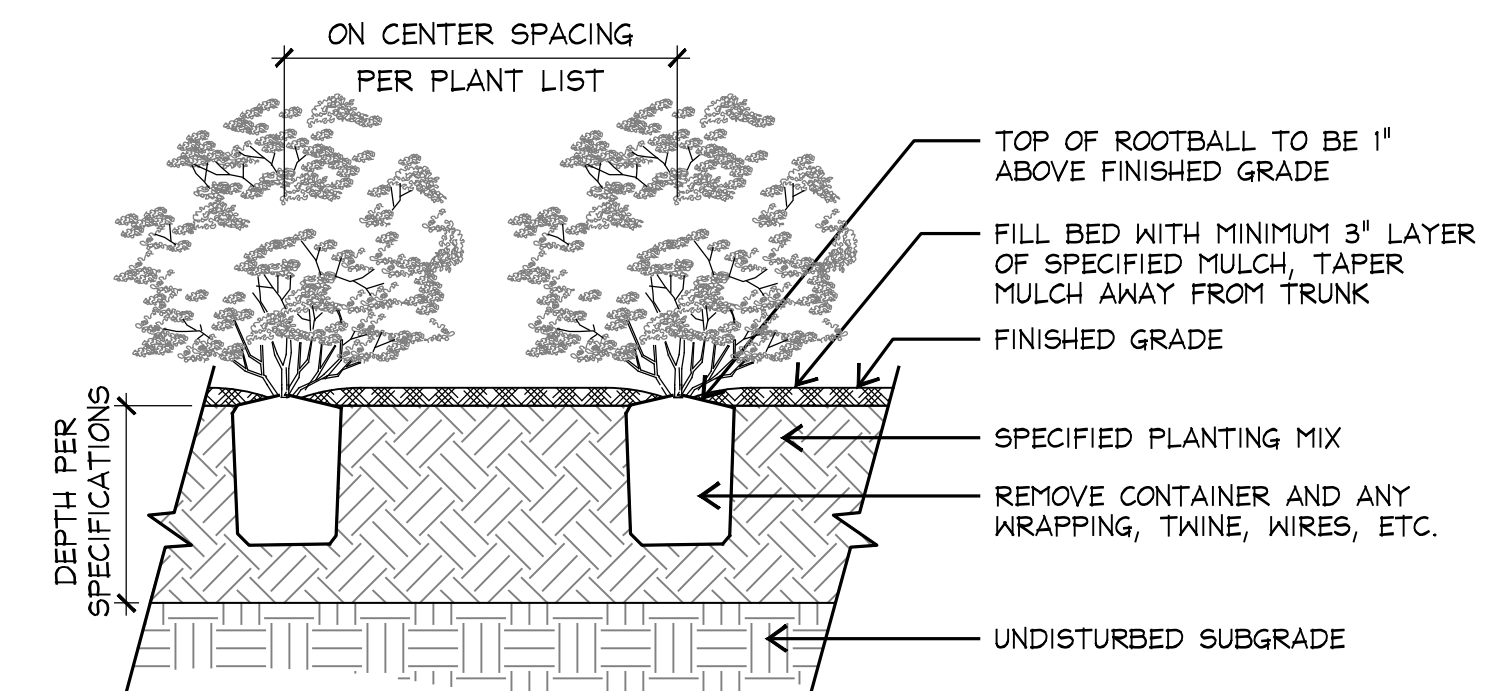 ON CENTER SPACING
PER PLANT LIST
TOP OF ROOTBALL TO BE 1"
ABOVE FINISHED GRADE
FILL BED WITH MINIMUM 3" LAYER
OF SPECIFIED MULCH, TAPER
MULCH AWAY FROM TRUNK
FINISHED GRADE
SPECIFIED PLANTING MIX
REMOVE CONTAINER AND ANY
WRAPPING, TWINE, WIRES, ETC.
UNDISTURBED SUBGRADE
DEPTH PER
SPECIFICATIONS